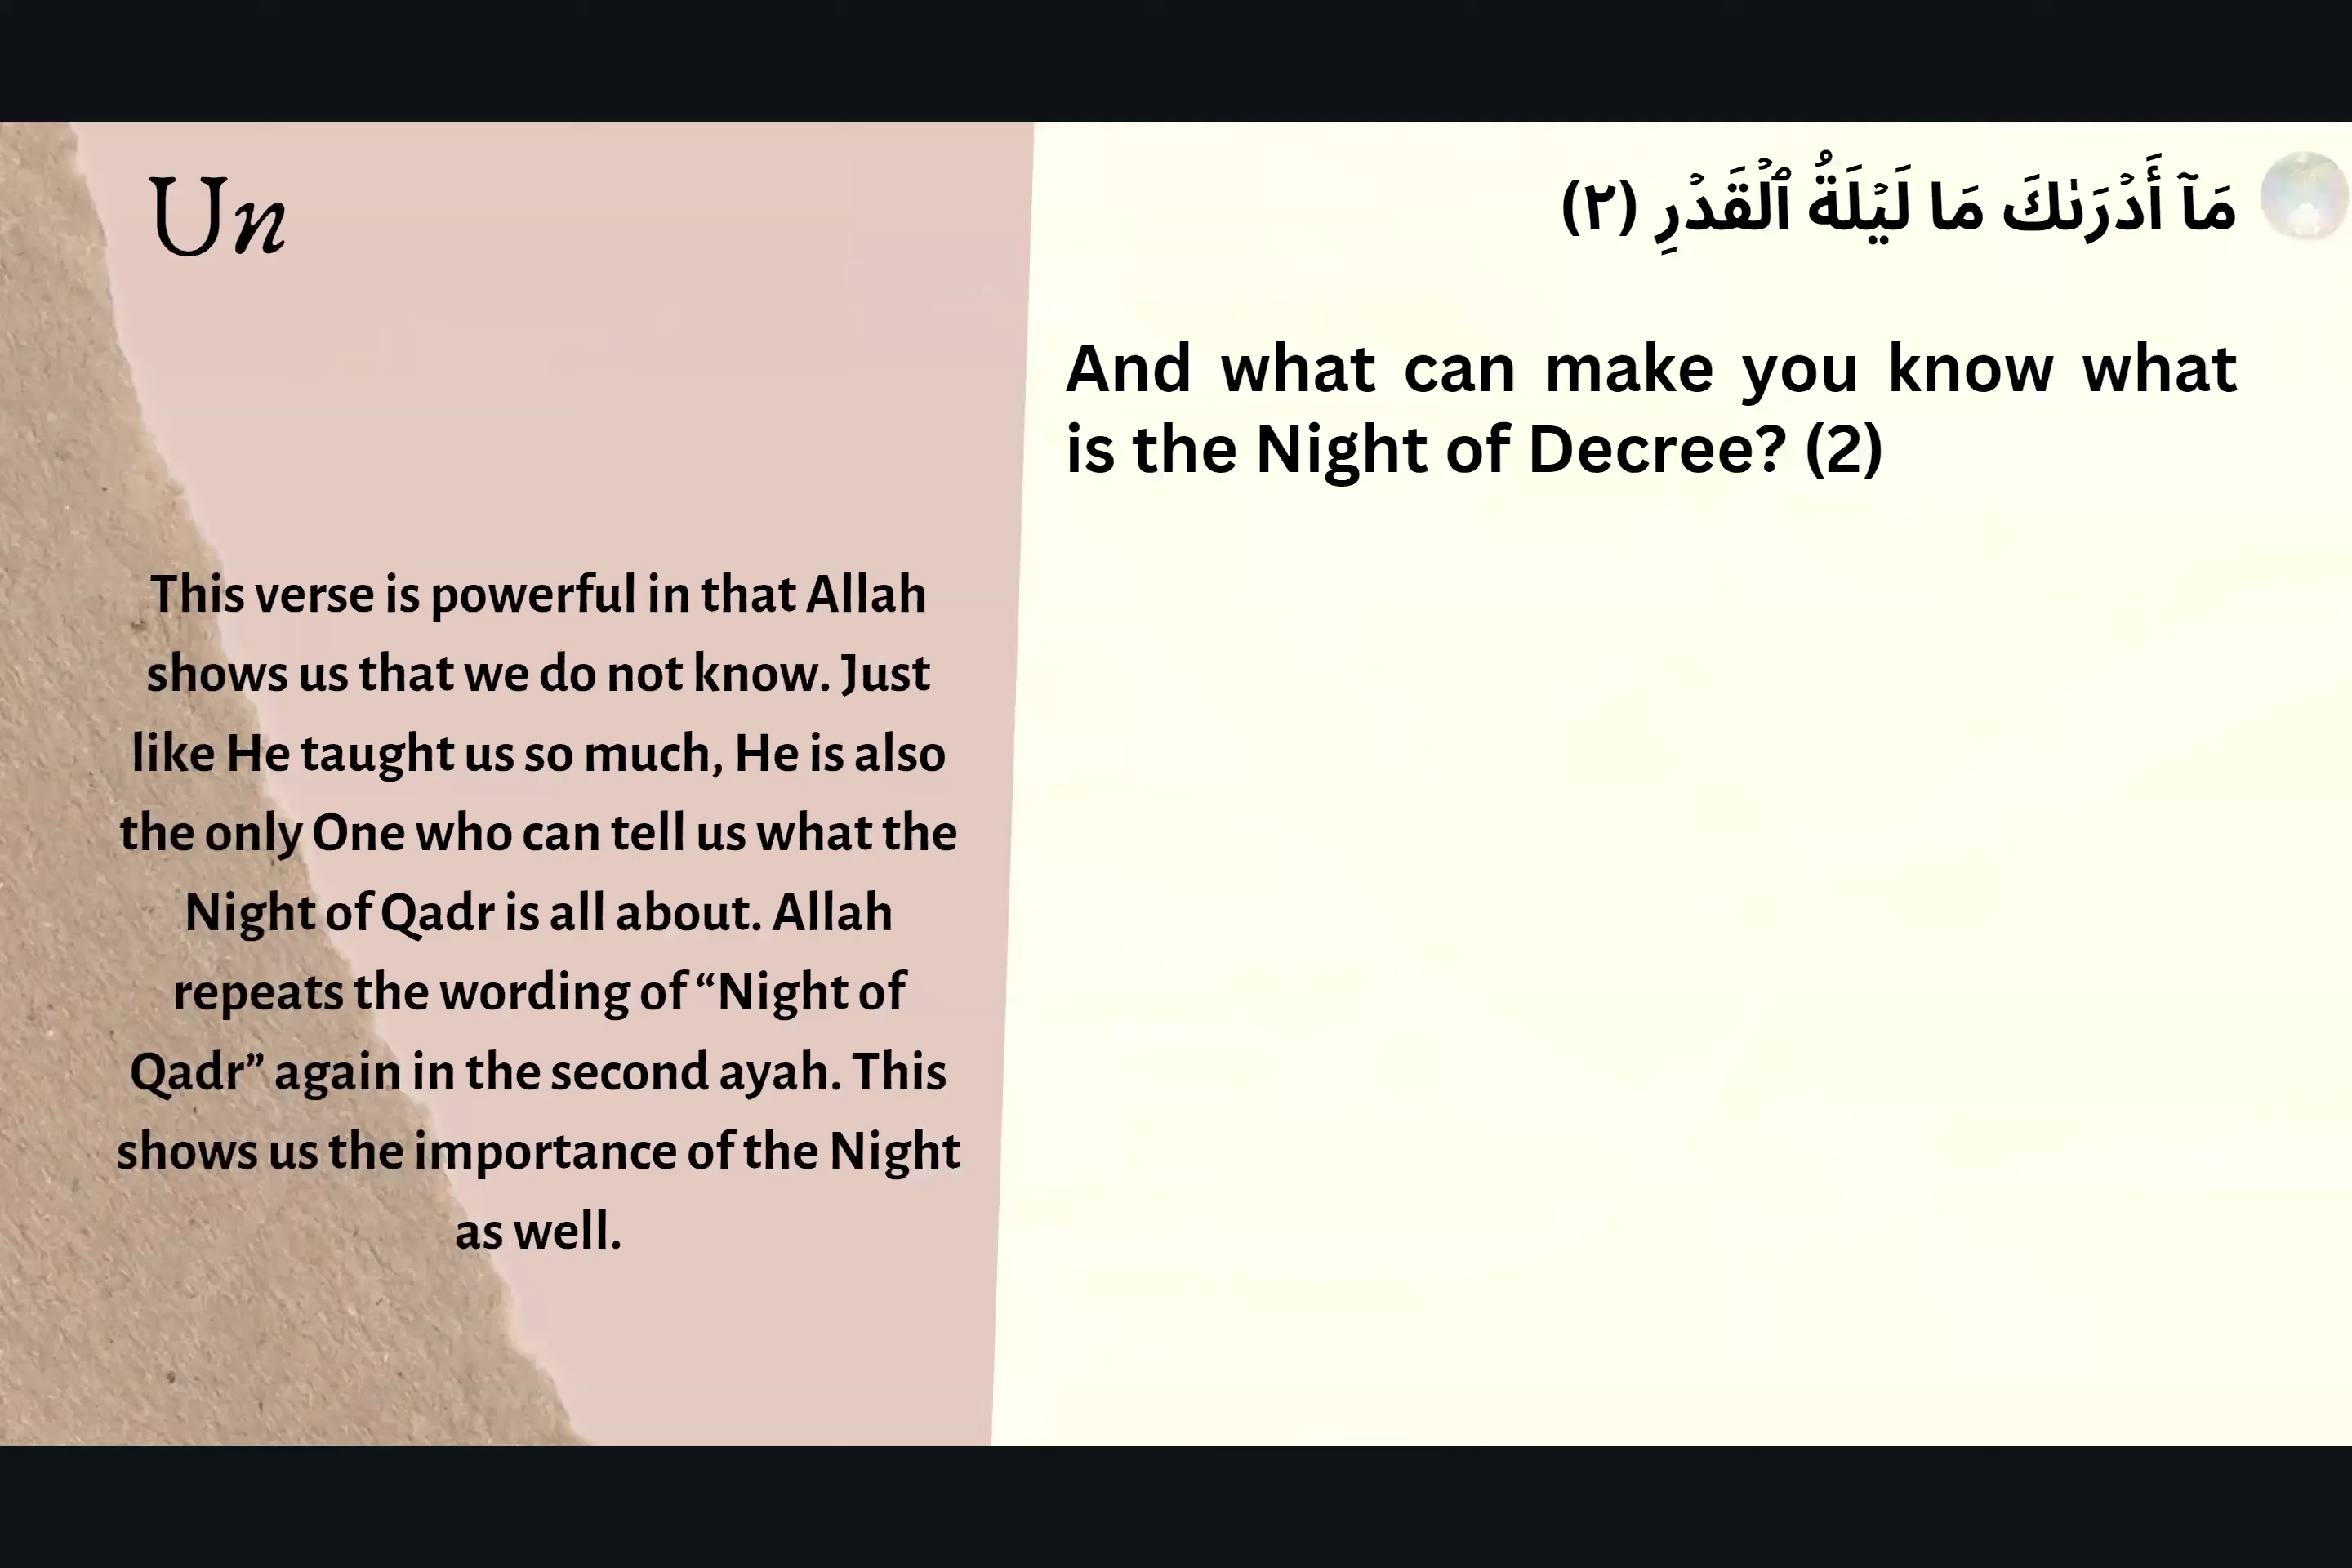 Un
This verse is powerful in that Allah
shows us that we do not know. Just
like He taught us so much, He is also
the only One who can tell us what the
Night of Qadr is all about. Allah
repeats the wording of “Night of
Qadr” again in the second ayah. This
shows us the importance of the Night
as well.
مَآ أَدْرَىٰكَ مَا لَيْلَةُ ٱلْقَدْرِ (٢)
And what can make you know what
is the Night of Decree? (2)